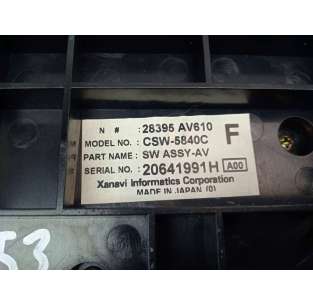 N #: 28395 AV610
F
MODEL NO.: CSW-5840C
PART NAME: SW ASSY-AV
SERIAL NO.: 20641991H A00
Xanavi Informatics Corporation
MADE IN JAPAN (0)
53